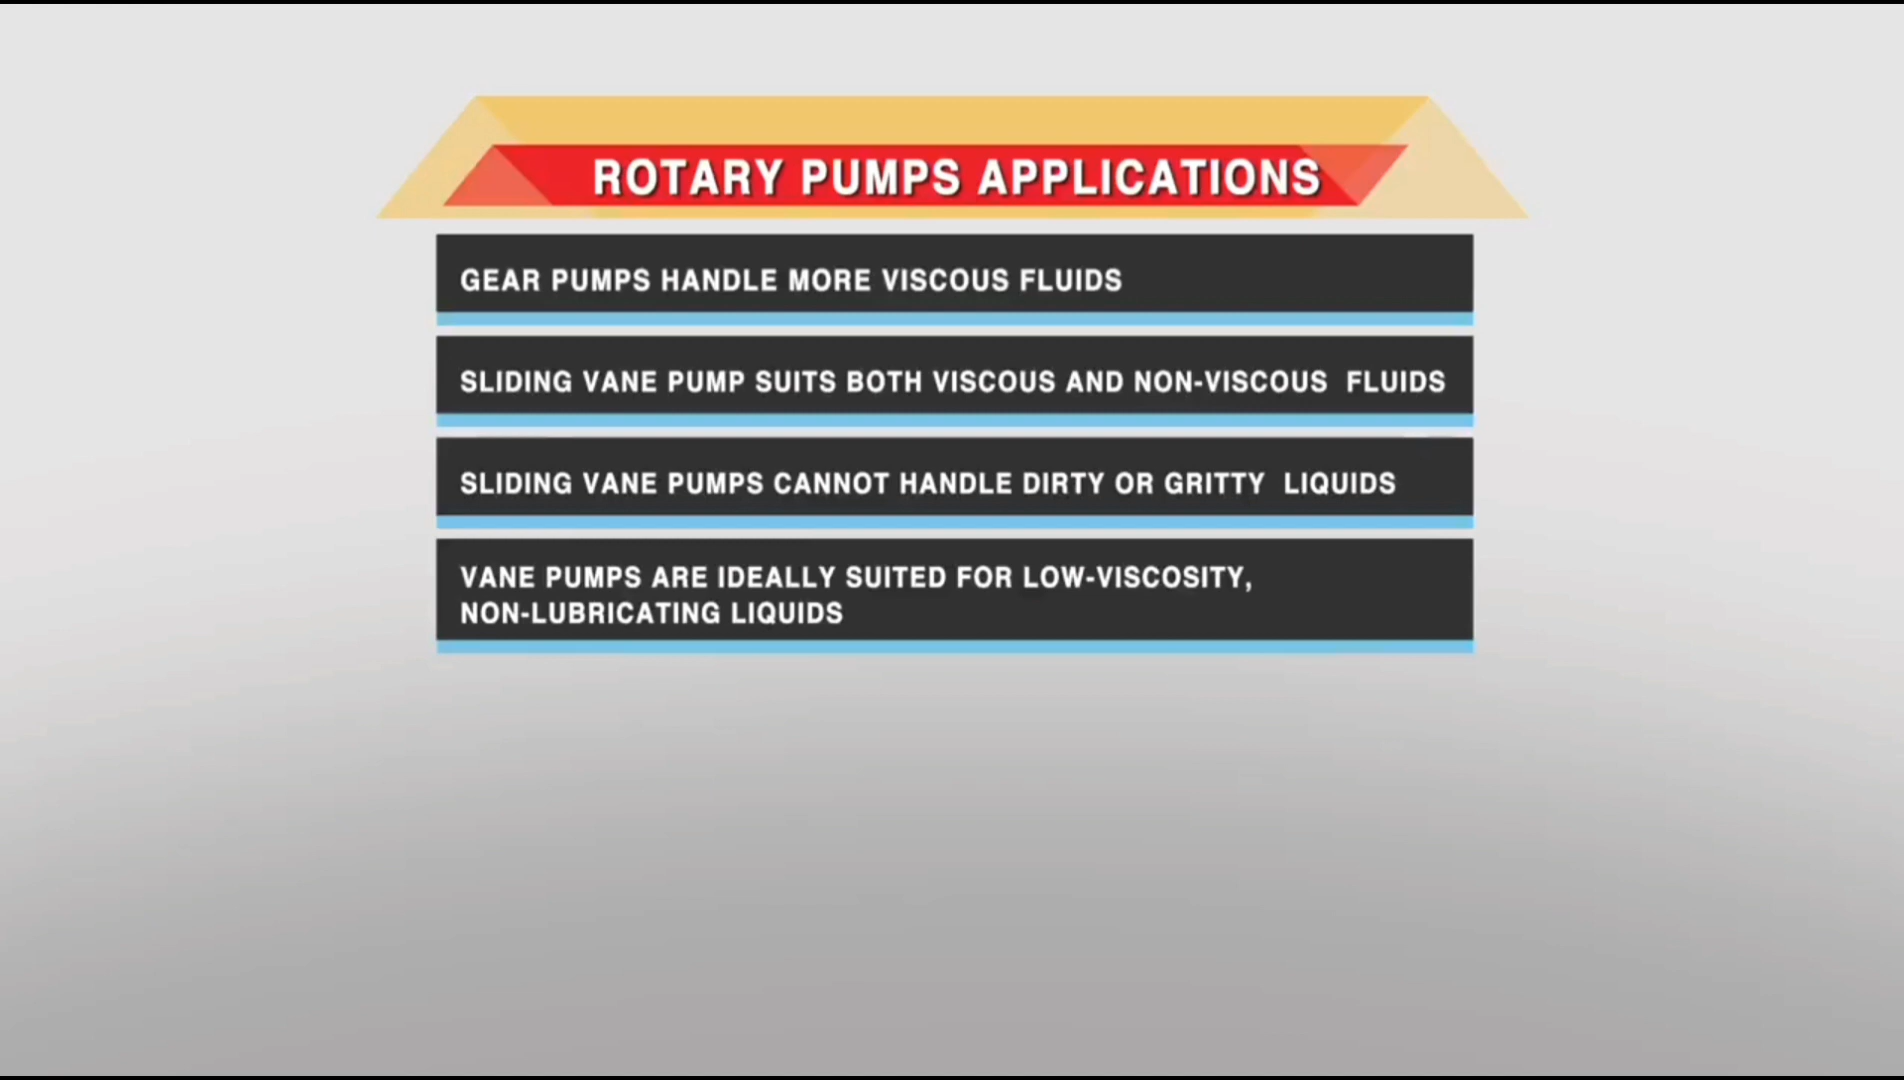 ROTARY PUMPS APPLICATIONS
GEAR PUMPS HANDLE MORE VISCOUS FLUIDS
SLIDING VANE PUMP SUITS BOTH VISCOUS AND NON-VISCOUS  FLUIDS
SLIDING VANE PUMPS CANNOT HANDLE DIRTY OR GRITTY  LIQUIDS
VANE PUMPS ARE IDEALLY SUITED FOR LOW-VISCOSITY,
NON-LUBRICATING LIQUIDS